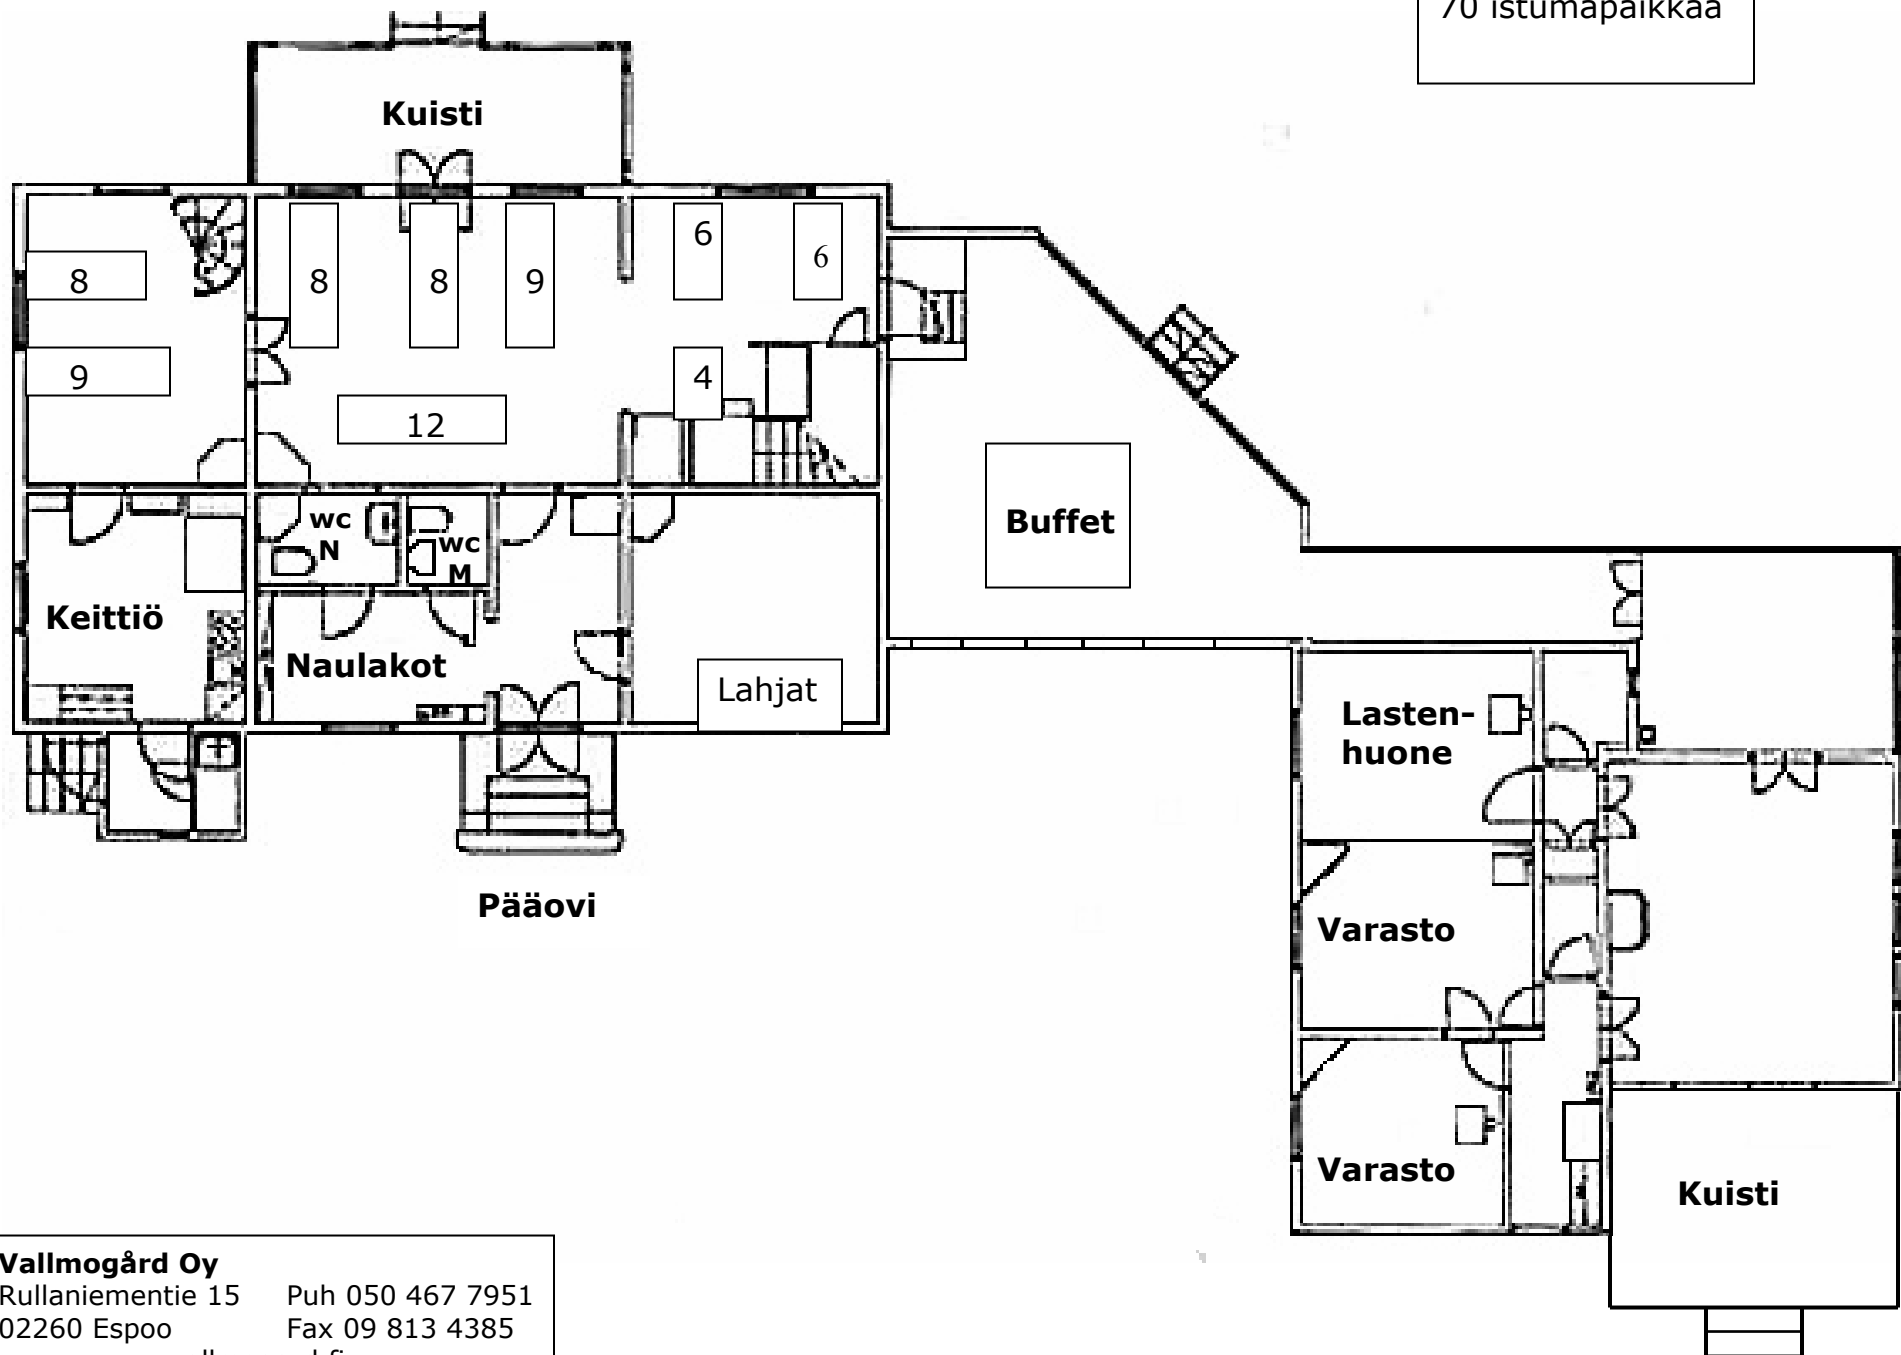 70 istumapaikkaa
Kuisti
8
9
8
8
9
12
6
6
4
Buffet
wc
N
wc
M
Keittiö
Naulakot
Lahjat
Pääovi
Lasten-
huone
Varasto
Varasto
Kuisti
Vallmogård Oy
Rullaniementie 15 Puh 050 467 7951
02260 Espoo Fax 09 813 4385